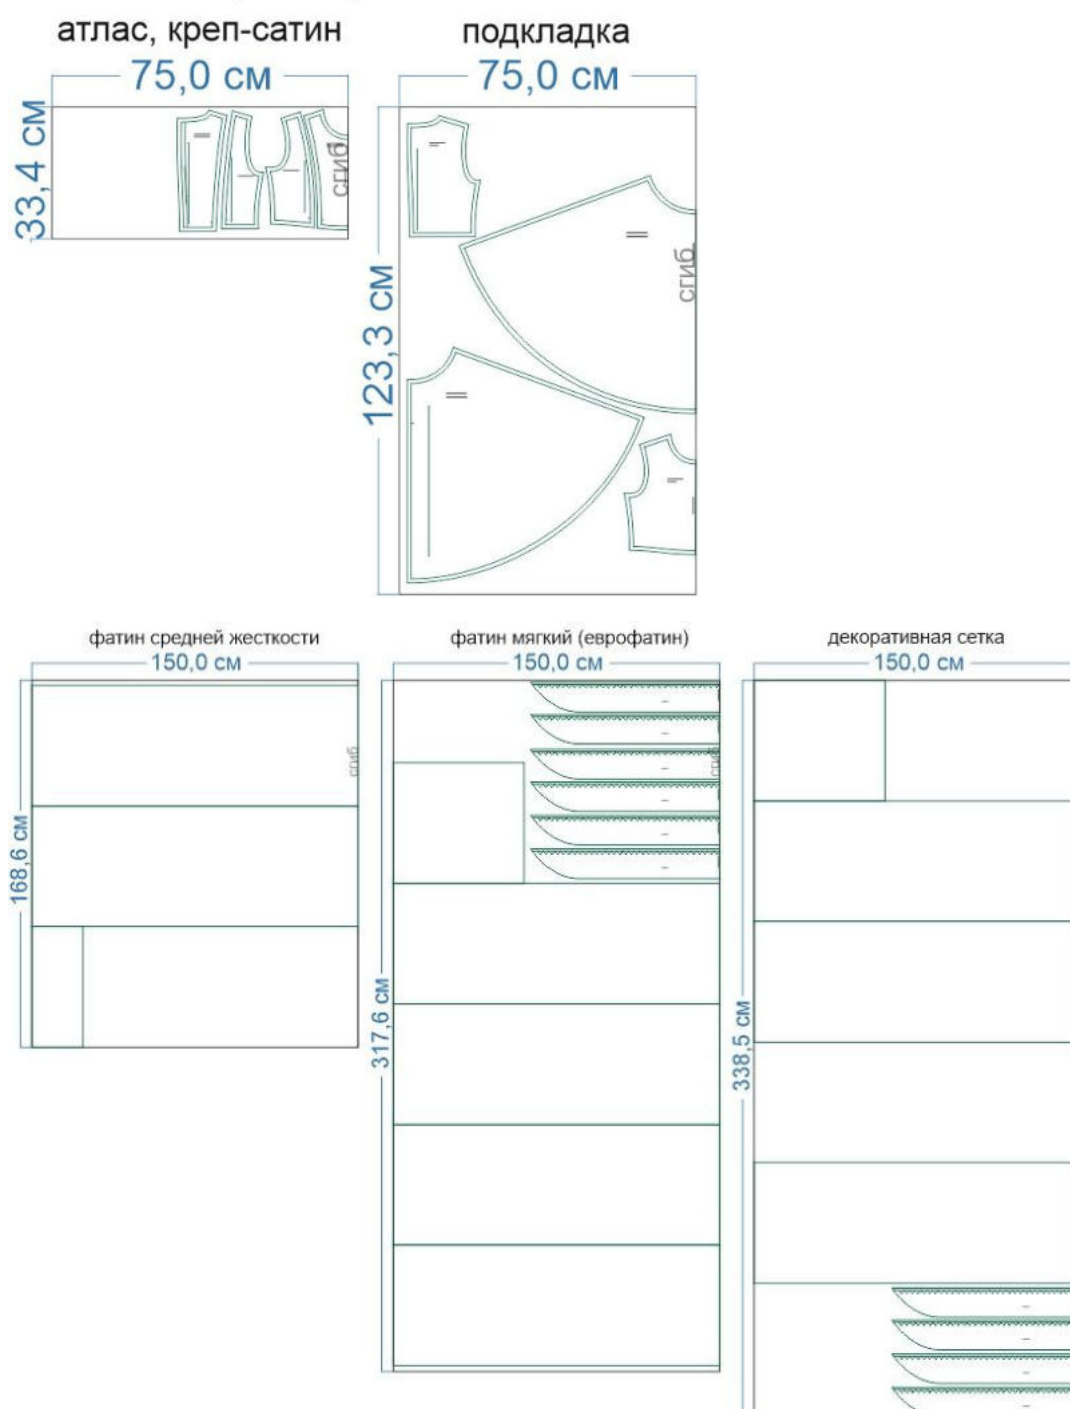 атлас, креп-сатин
75,0 см
33,4 см
сгиб
подкладка
75,0 см
123,3 см
сгиб
фатин средней жесткости
150,0 см
168,6 см
сгиб
фатин мягкий (еврофатин)
150,0 см
317,6 см
сгиб
декоративная сетка
150,0 см
338,5 см